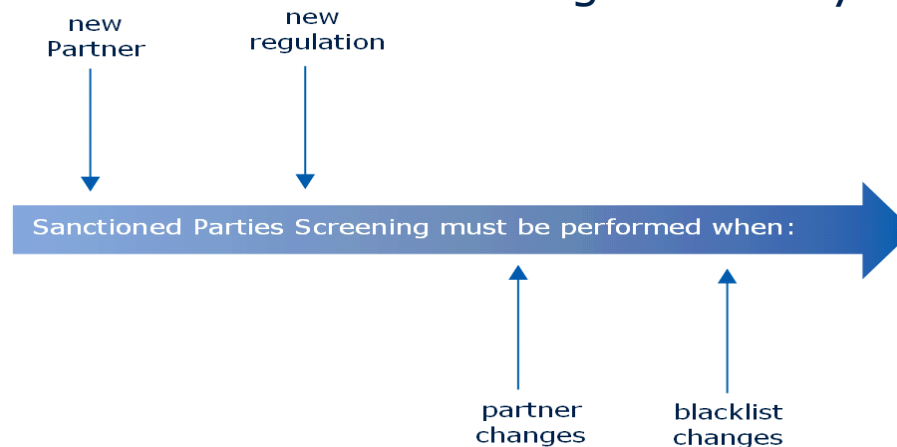 new
Partner
new
regulation
Sanctioned Parties Screening must be performed when:
partner
changes
blacklist
changes